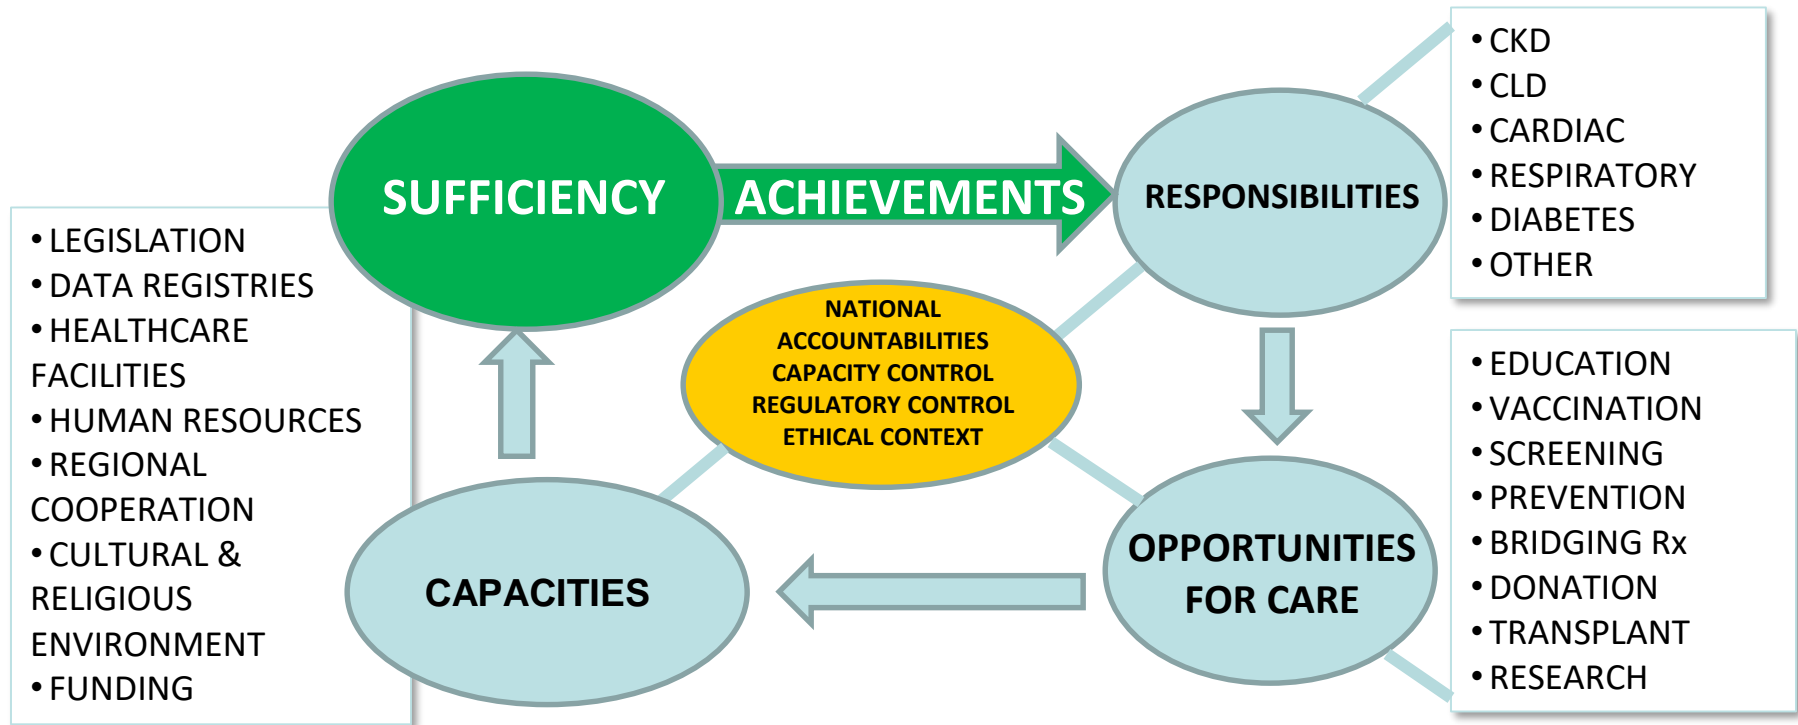 SUFFICIENCY
ACHIEVEMENTS
RESPONSIBILITIES
• CKD
• CLD
• CARDIAC
• RESPIRATORY
• DIABETES
• OTHER
• LEGISLATION
• DATA REGISTRIES
• HEALTHCARE
FACILITIES
• HUMAN RESOURCES
• REGIONAL
COOPERATION
• CULTURAL &
RELIGIOUS
ENVIRONMENT
• FUNDING
NATIONAL
ACCOUNTABILITIES
CAPACITY CONTROL
REGULATORY CONTROL
ETHICAL CONTEXT
CAPACITIES
OPPORTUNITIES
FOR CARE
• EDUCATION
• VACCINATION
• SCREENING
• PREVENTION
• BRIDGING Rx
• DONATION
• TRANSPLANT
• RESEARCH